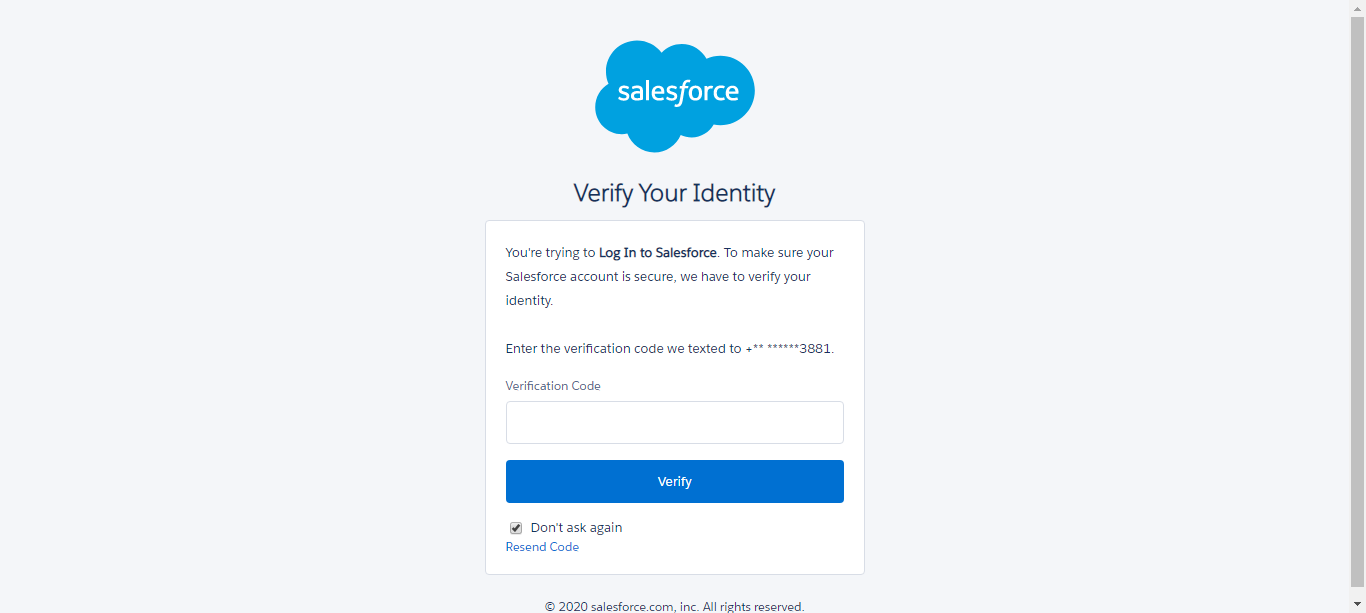 salesforce
Verify Your Identity
You're trying to Log In to Salesforce. To make sure your
Salesforce account is secure, we have to verify your
identity.
Enter the verification code we texted to +** ******3881.
Verification Code
Verify
Don't ask again
Resend Code
© 2020 salesforce.com, inc. All rights reserved.